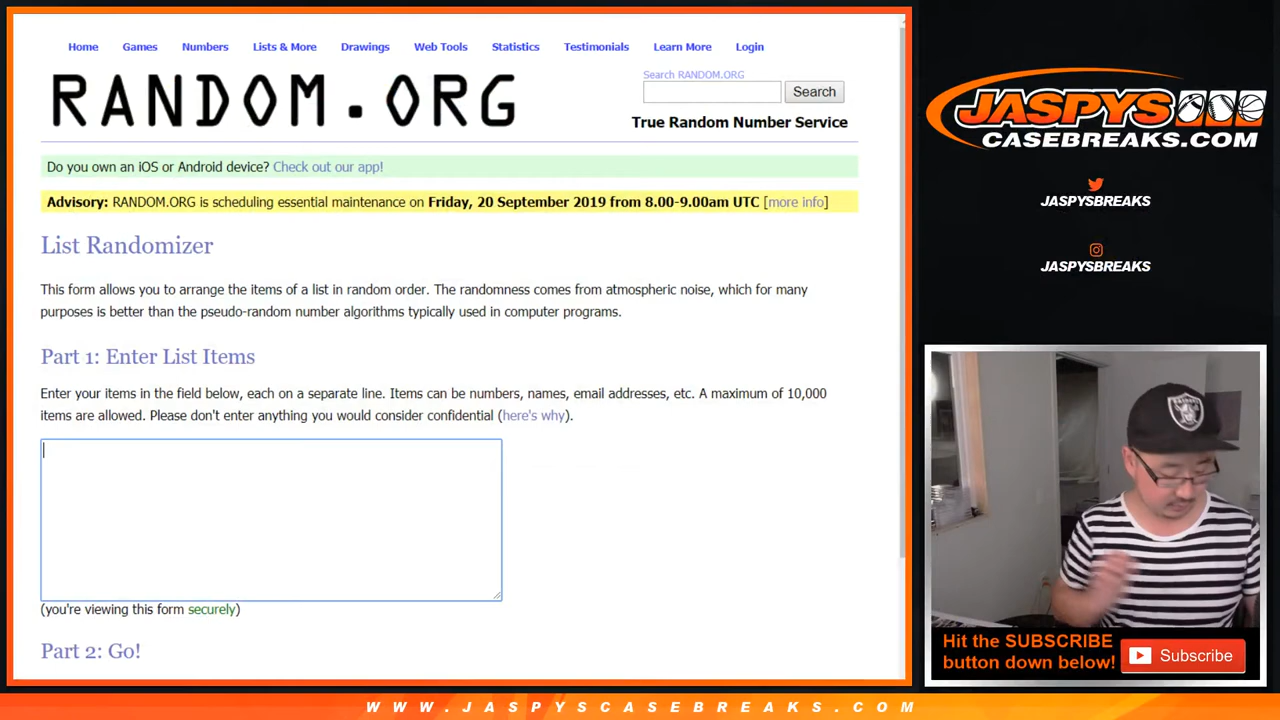 Home Games Numbers Lists & More Drawings Web Tools Statistics Testimonials Learn More Login
RANDOM.ORG
Search RANDOM.ORG
Search
True Random Number Service
Do you own an iOS or Android device? Check out our app!
Advisory: RANDOM.ORG is scheduling essential maintenance on Friday, 20 September 2019 from 8.00-9.00am UTC [more info]
List Randomizer
This form allows you to arrange the items of a list in random order. The randomness comes from atmospheric noise, which for many
purposes is better than the pseudo-random number algorithms typically used in computer programs.
Part 1: Enter List Items
Enter your items in the field below, each on a separate line. Items can be numbers, names, email addresses, etc. A maximum of 10,000
items are allowed. Please don't enter anything you would consider confidential (here's why).
(you're viewing this form securely)
Part 2: Go!
JASPYS
CASEBREAKS.COM
JASPYSBREAKS
JASPYSBREAKS
Hit the SUBSCRIBE
button down below!
Subscribe
WWW.JASPYSCASEBREAKS.COM